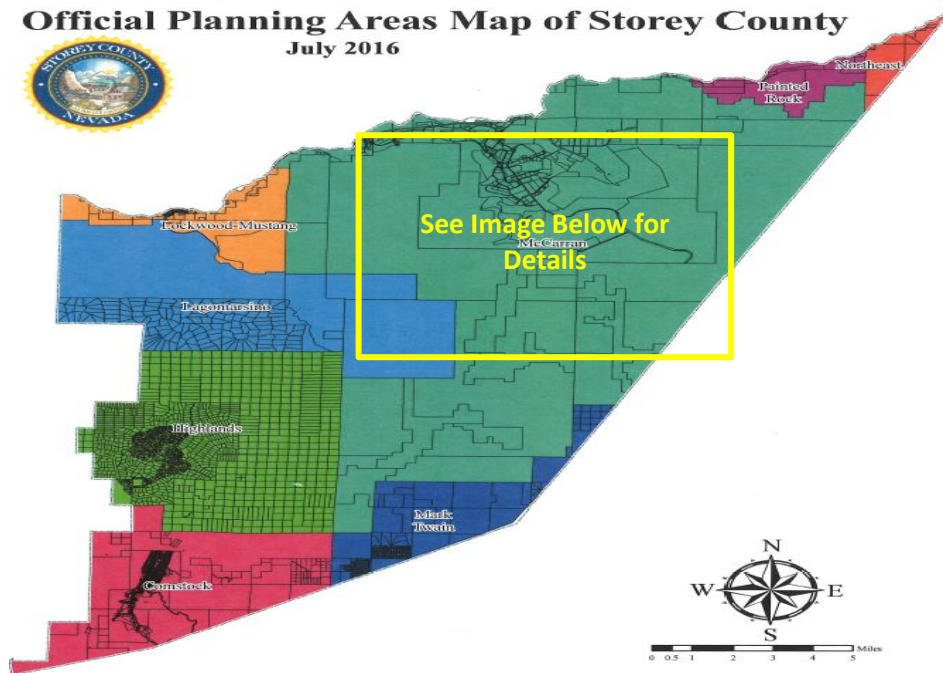 Official Planning Areas Map of Storey County
July 2016
STOREY COUNTY
NEVADA
Northeast
Painted
Rock
See Image Below for
McCarran
Details
Lockwood-Mustang
Lagomarsino
Highlands
Mark
Twain
Comstock
N
W E
S
Miles
0 0.5 1 2 3 4 5